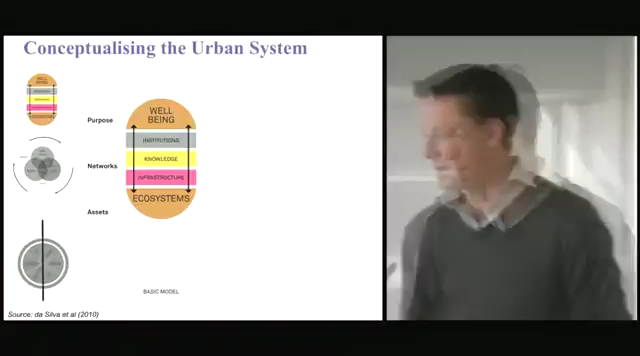 Conceptualising the Urban System
Purpose
Networks
Assets
WELL
BEING
INSTITUTIONS
KNOWLEDGE
INFRASTRUCTURE
ECOSYSTEMS
BASIC MODEL
Source: da Silva et al (2010)